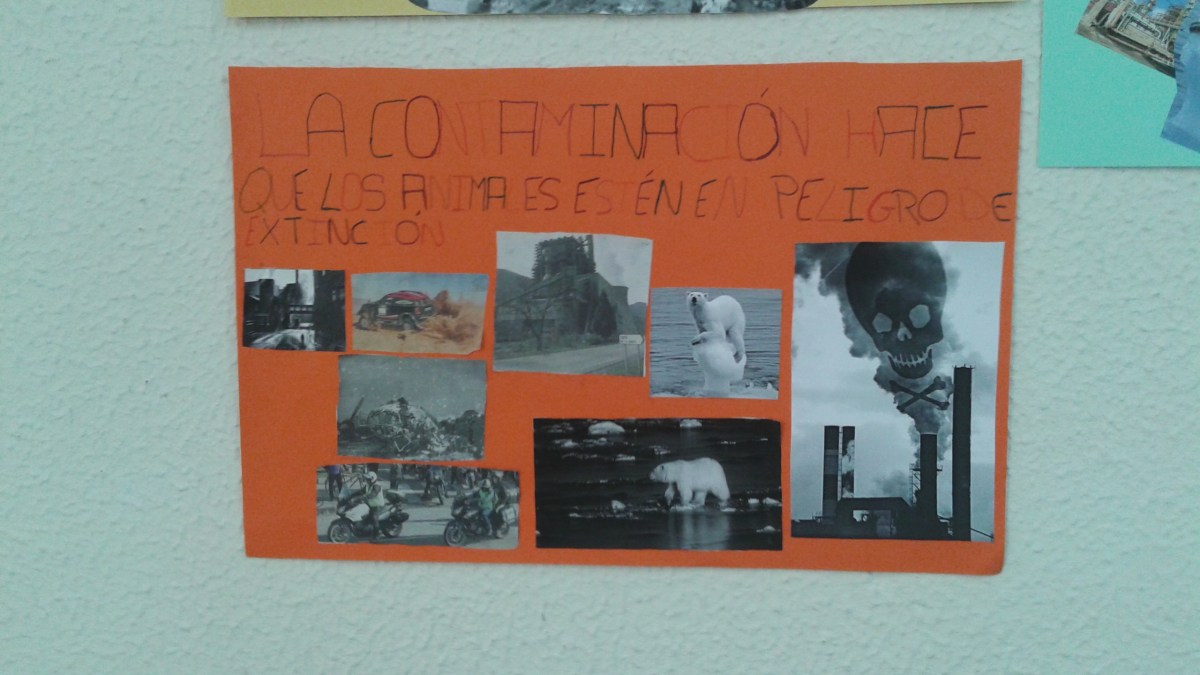 LA CONTAMINACIÓN HACE
QUE LOS ANIMALES ESTÉN EN PELIGRO DE
EXTINCIÓN